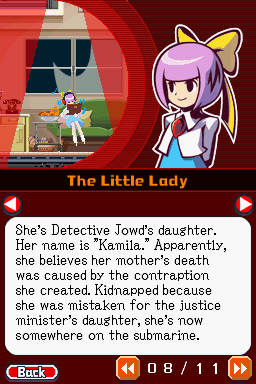 The Little Lady
She's Detective Jowd's daughter.
Her name is "Kamila." Apparently,
she believes her mother's death
was caused by the contraption
she created. Kidnapped because
she was mistaken for the justice
minister's daughter, she's now
somewhere on the submarine.
Back
08/11